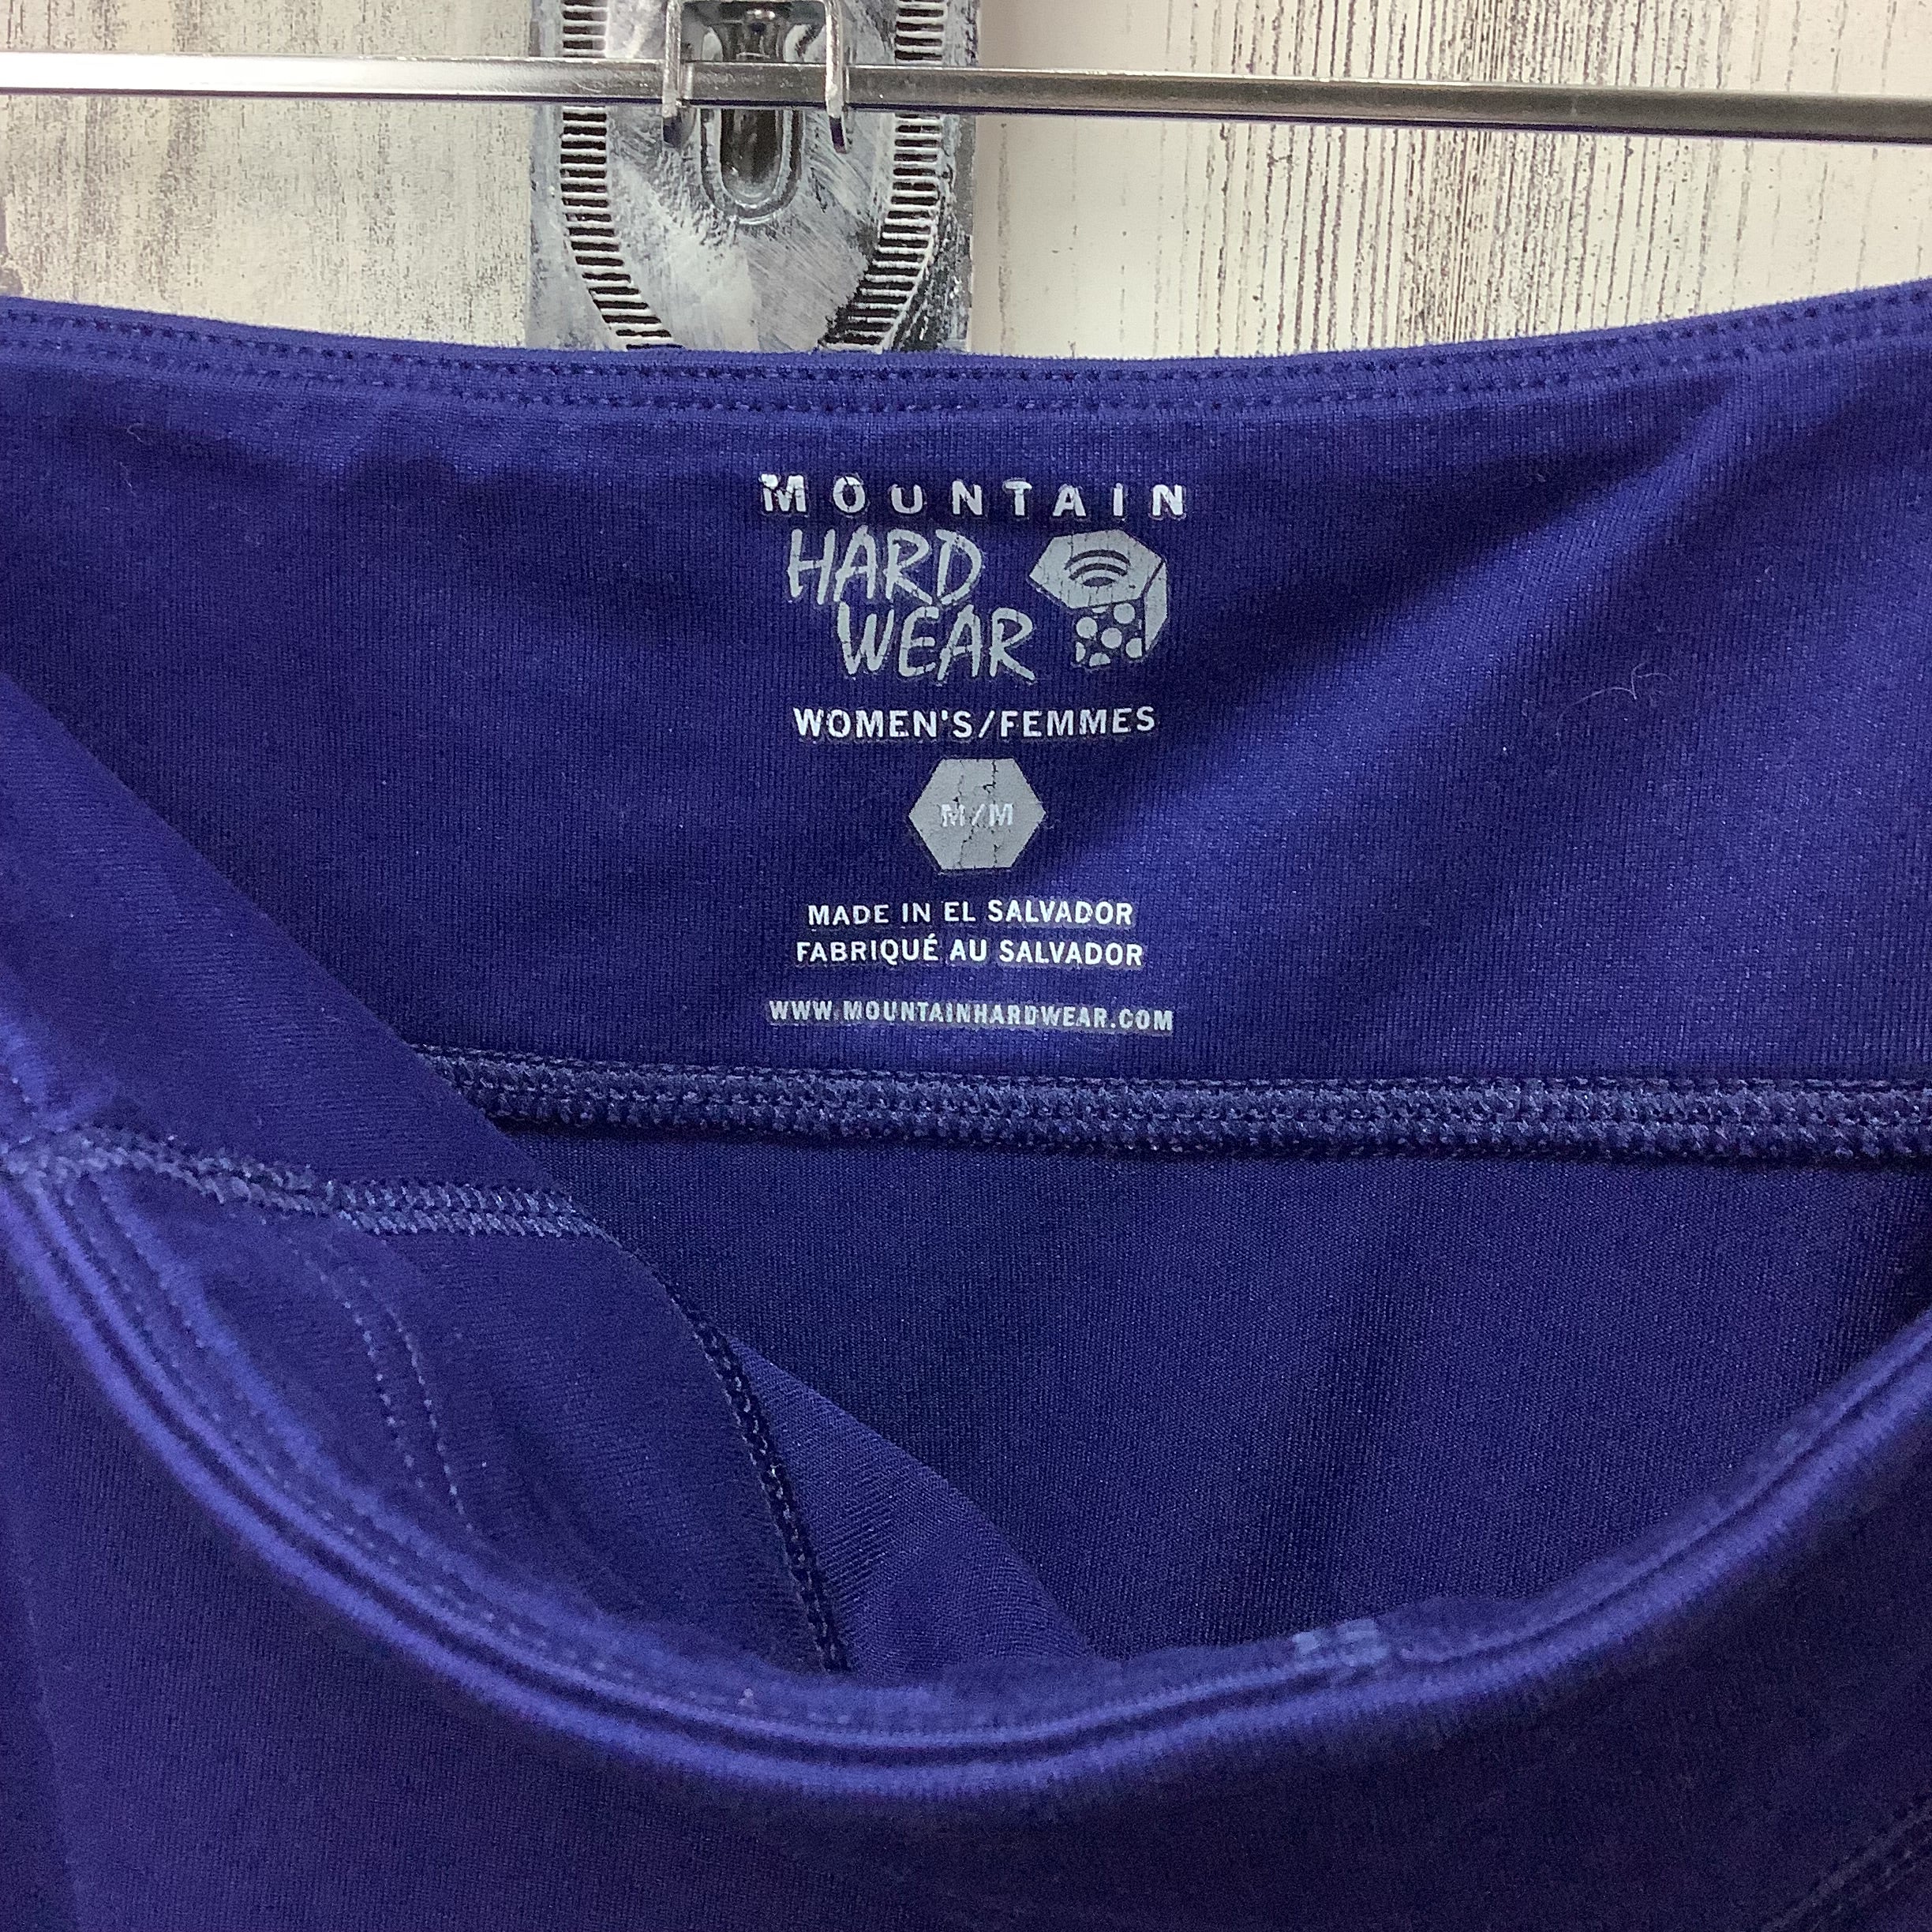 MOUNTAIN
HARD
WEAR
WOMEN'S/FEMMES
M/M
MADE IN EL SALVADOR
FABRIQUÉ AU SALVADOR
WWW.MOUNTAINHARDWEAR.COM